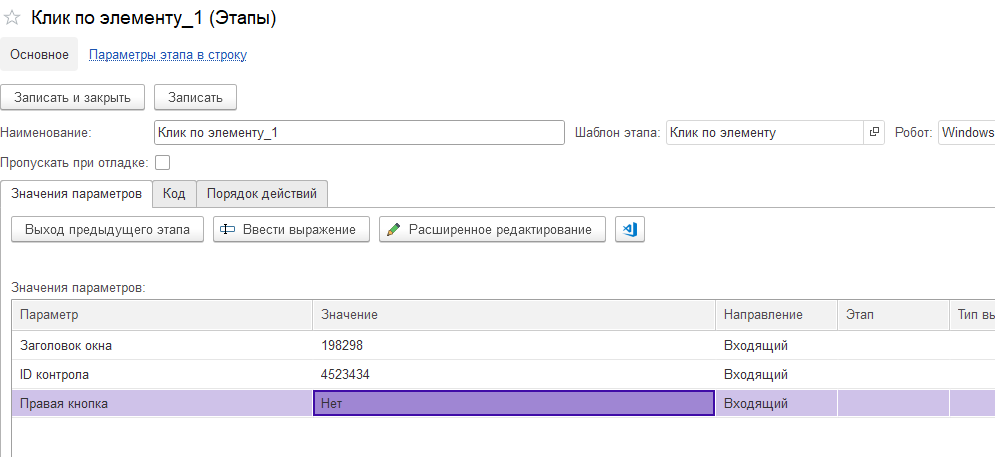 Клик по элементу_1 (Этапы)
Основное Параметры этапа в строку
Записать и закрыть Записать
Наименование: Клик по элементу_1 Шаблон этапа: Клик по элементу Робот: Windows
Пропускать при отладке:
Значения параметров Код Порядок действий
Выход предыдущего этапа Ввести выражение Расширенное редактирование
Значения параметров:
Параметр Значение Направление Этап Тип вы
Заголовок окна 198298 Входящий
ID контрола 4523434 Входящий
Правая кнопка Нет Входящий